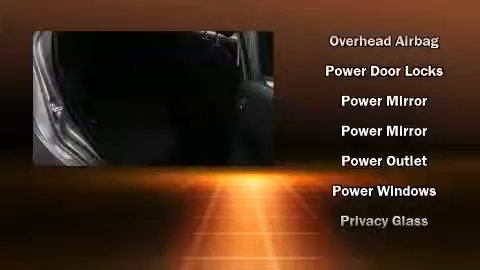 Overhead Airbag
Power Door Locks
Power Mirror
Power Mirror
Power Outlet
Power Windows
Privacy Glass